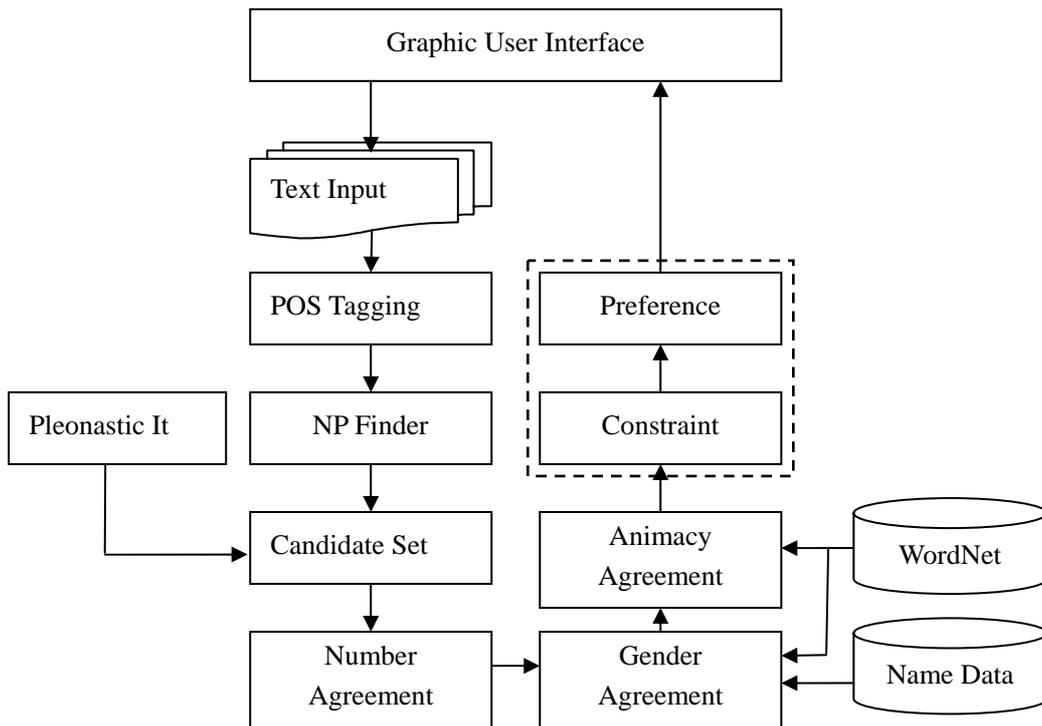 Graphic User Interface
Text Input
POS Tagging
Preference
Pleonastic It
NP Finder
Constraint
Candidate Set
Animacy
Agreement
WordNet
Number
Agreement
Gender
Agreement
Name Data